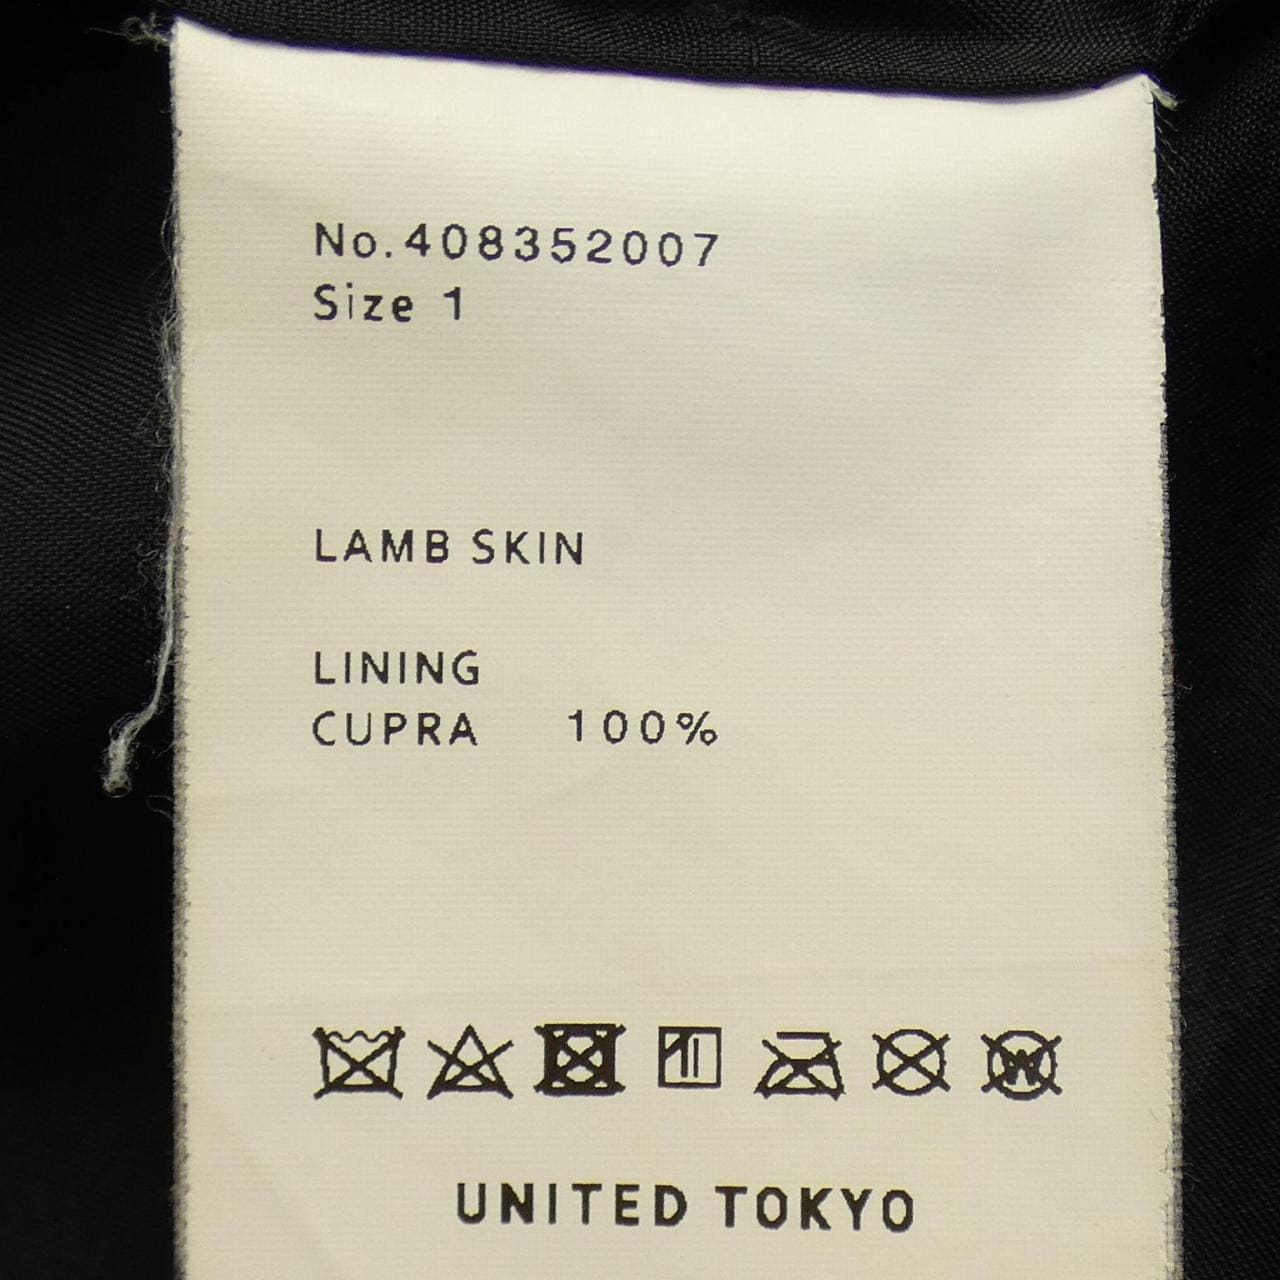 No.408352007
Size 1
LAMB SKIN
LINING
CUPRA 100%
W
UNITED TOKYO